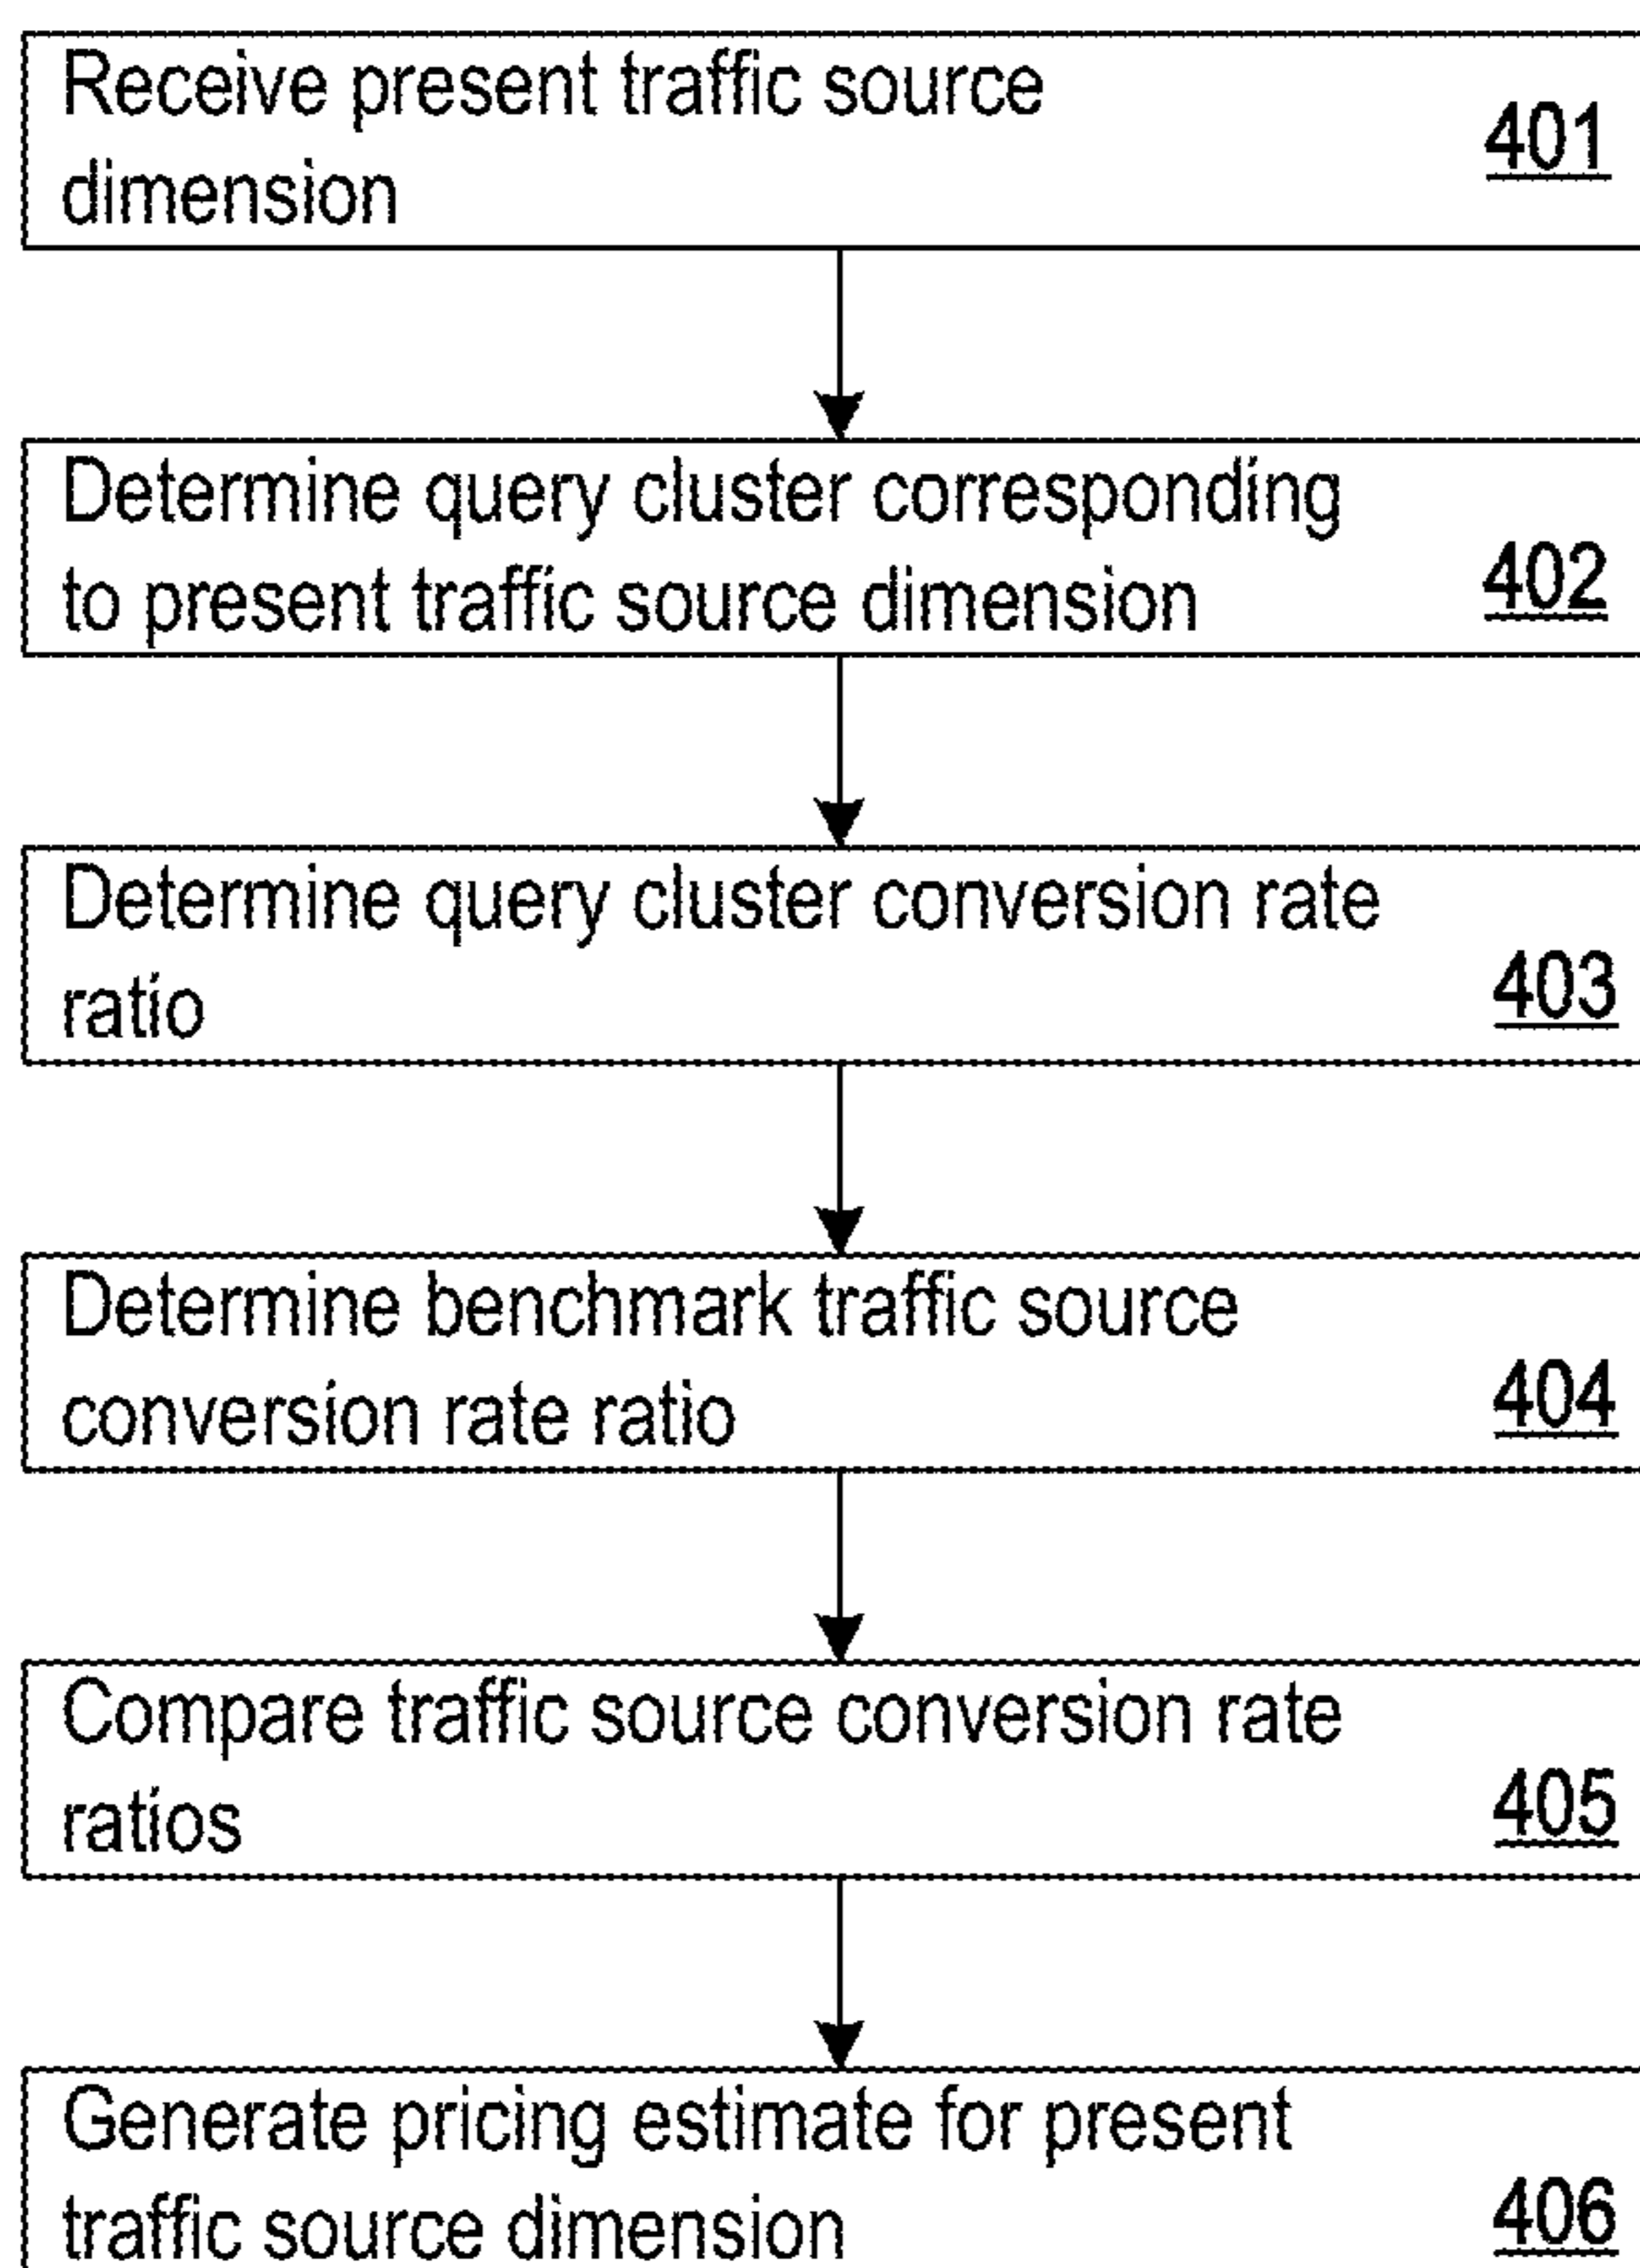 Receive present traffic source
dimension
401
Determine query cluster corresponding
to present traffic source dimension
402
Determine query cluster conversion rate
ratio
403
Determine benchmark traffic source
conversion rate ratio
404
Compare traffic source conversion rate
ratios
405
Generate pricing estimate for present
traffic source dimension
406